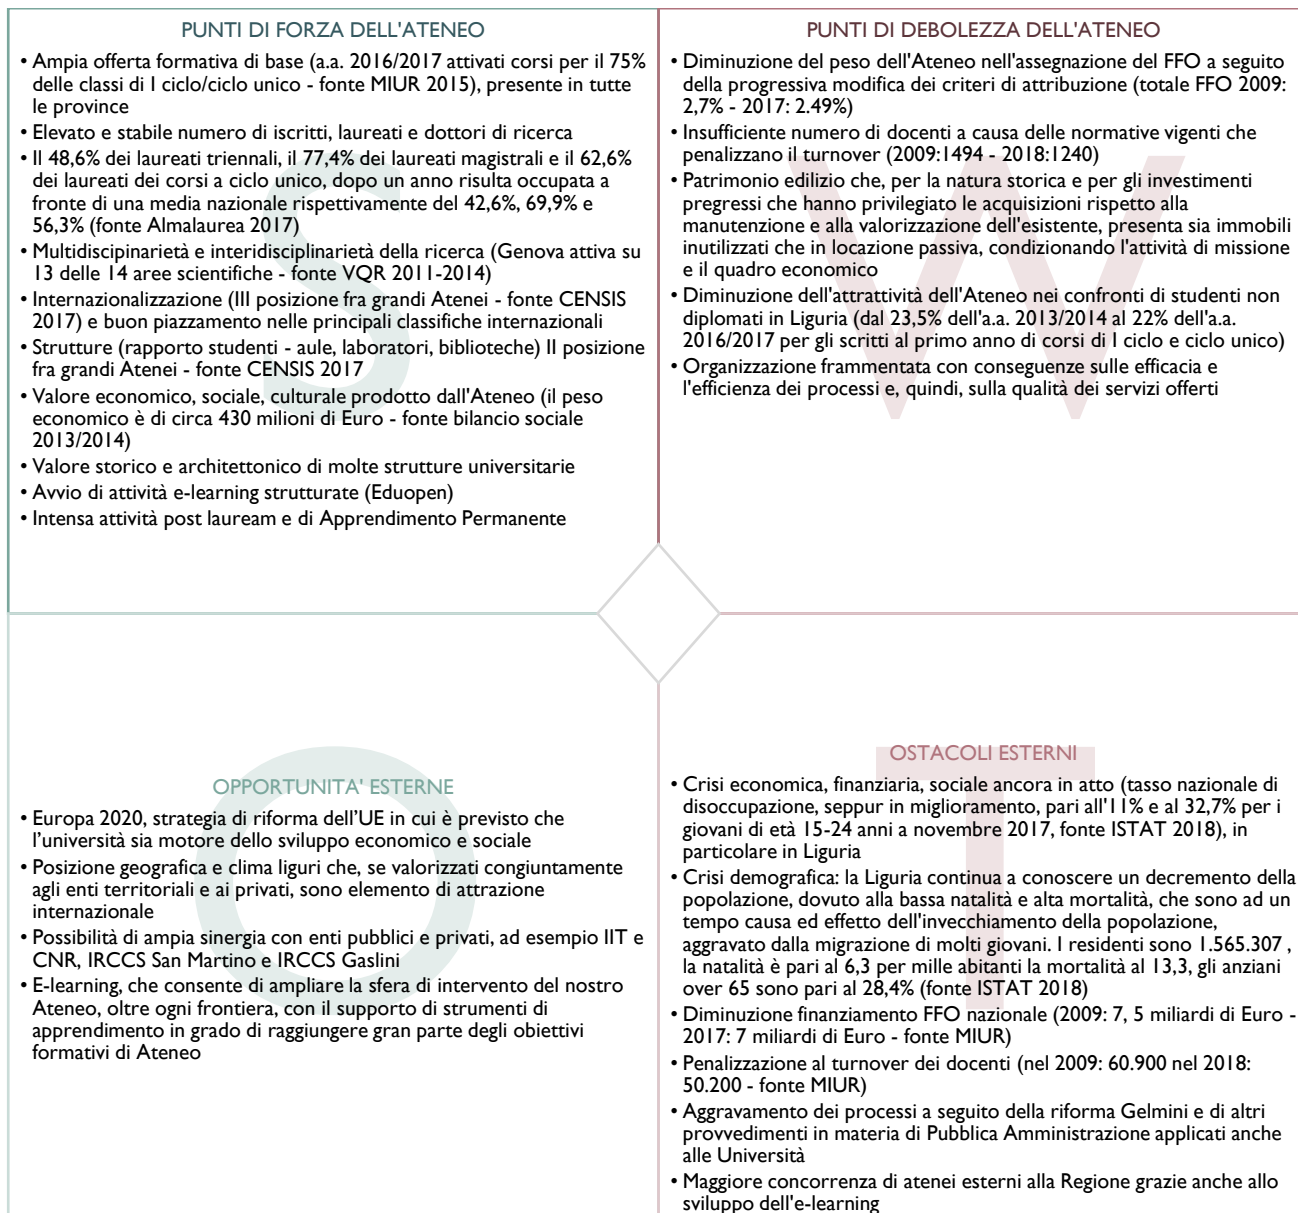 PUNTI DI FORZA DELL'ATENEO
• Ampia offerta formativa di base (a.a. 2016/2017 attivati corsi per il 75%
delle classi di I ciclo/ciclo unico - fonte MIUR 2015), presente in tutte
le province
• Elevato e stabile numero di iscritti, laureati e dottori di ricerca
• Il 48,6% dei laureati triennali, il 77,4% dei laureati magistrali e il 62,6%
dei laureati dei corsi a ciclo unico, dopo un anno risulta occupata a
fronte di una media nazionale rispettivamente del 42,6%, 69,9% e
56,3% (fonte Almalaurea 2017)
• Multidiscipinarietà e interidisciplinarietà della ricerca (Genova attiva su
13 delle 14 aree scientifiche - fonte VQR 2011-2014)
• Internazionalizzazione (III posizione fra grandi Atenei - fonte CENSIS
2017) e buon piazzamento nelle principali classifiche internazionali
• Strutture (rapporto studenti - aule, laboratori, biblioteche) II posizione
fra grandi Atenei - fonte CENSIS 2017
• Valore economico, sociale, culturale prodotto dall'Ateneo (il peso
economico è di circa 430 milioni di Euro - fonte bilancio sociale
2013/2014)
• Valore storico e architettonico di molte strutture universitarie
• Avvio di attività e-learning strutturate (Eduopen)
• Intensa attività post lauream e di Apprendimento Permanente
S
PUNTI DI DEBOLEZZA DELL'ATENEO
• Diminuzione del peso dell'Ateneo nell'assegnazione del FFO a seguito
della progressiva modifica dei criteri di attribuzione (totale FFO 2009:
2,7% - 2017: 2.49%)
• Insufficiente numero di docenti a causa delle normative vigenti che
penalizzano il turnover (2009:1494 - 2018:1240)
• Patrimonio edilizio che, per la natura storica e per gli investimenti
pregressi che hanno privilegiato le acquisizioni rispetto alla
manutenzione e alla valorizzazione dell'esistente, presenta sia immobili
inutilizzati che in locazione passiva, condizionando l'attività di missione
e il quadro economico
• Diminuzione dell'attrattività dell'Ateneo nei confronti di studenti non
diplomati in Liguria (dal 23,5% dell'a.a. 2013/2014 al 22% dell'a.a.
2016/2017 per gli scritti al primo anno di corsi di I ciclo e ciclo unico)
• Organizzazione frammentata con conseguenze sulle efficacia e
l'efficienza dei processi e, quindi, sulla qualità dei servizi offerti
W
OPPORTUNITA' ESTERNE
• Europa 2020, strategia di riforma dell'UE in cui è previsto che
l'università sia motore dello sviluppo economico e sociale
• Posizione geografica e clima liguri che, se valorizzati congiuntamente
agli enti territoriali e ai privati, sono elemento di attrazione
internazionale
• Possibilità di ampia sinergia con enti pubblici e privati, ad esempio IIT e
CNR, IRCCS San Martino e IRCCS Gaslini
• E-learning, che consente di ampliare la sfera di intervento del nostro
Ateneo, oltre ogni frontiera, con il supporto di strumenti di
apprendimento in grado di raggiungere gran parte degli obiettivi
formativi di Ateneo
O
OSTACOLI ESTERNI
• Crisi economica, finanziaria, sociale ancora in atto (tasso nazionale di
disoccupazione, seppur in miglioramento, pari all'11% e al 32,7% per i
giovani di età 15-24 anni a novembre 2017, fonte ISTAT 2018), in
particolare in Liguria
• Crisi demografica: la Liguria continua a conoscere un decremento della
popolazione, dovuto alla bassa natalità e alta mortalità, che sono ad un
tempo causa ed effetto dell'invecchiamento della popolazione,
aggravato dalla migrazione di molti giovani. I residenti sono 1.565.307 ,
la natalità è pari al 6,3 per mille abitanti la mortalità al 13,3, gli anziani
over 65 sono pari al 28,4% (fonte ISTAT 2018)
• Diminuzione finanziamento FFO nazionale (2009: 7, 5 miliardi di Euro -
2017: 7 miliardi di Euro - fonte MIUR)
• Penalizzazione al turnover dei docenti (nel 2009: 60.900 nel 2018:
50.200 - fonte MIUR)
• Aggravamento dei processi a seguito della riforma Gelmini e di altri
provvedimenti in materia di Pubblica Amministrazione applicati anche
alle Università
• Maggiore concorrenza di atenei esterni alla Regione grazie anche allo
sviluppo dell'e-learning
T